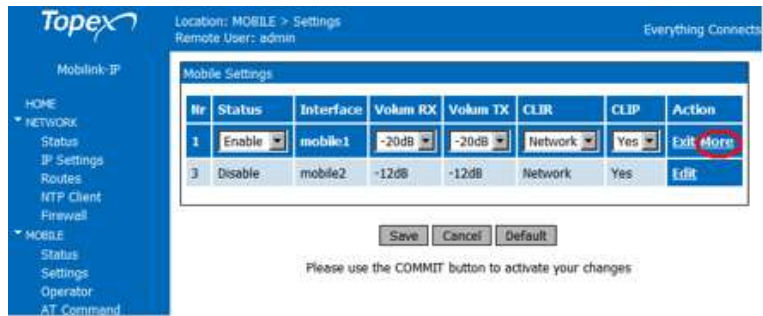 Topex
Location: MOBILE > Settings
Remote User: admin
Everything Connects
Mobilink-IP
HOME
NETWORK
Status
IP Settings
Routes
NTP Client
Firewall
MOBILE
Status
Settings
Operator
AT Command
Mobile Settings
Nr Status Interface Volum RX Volum TX CLIR CLIP Action
1 Enable mobile1 -20dB -20dB Network Yes Exit More
3 Disable mobile2 -12dB -12dB Network Yes Edit
Save Cancel Default
Please use the COMMIT button to activate your changes